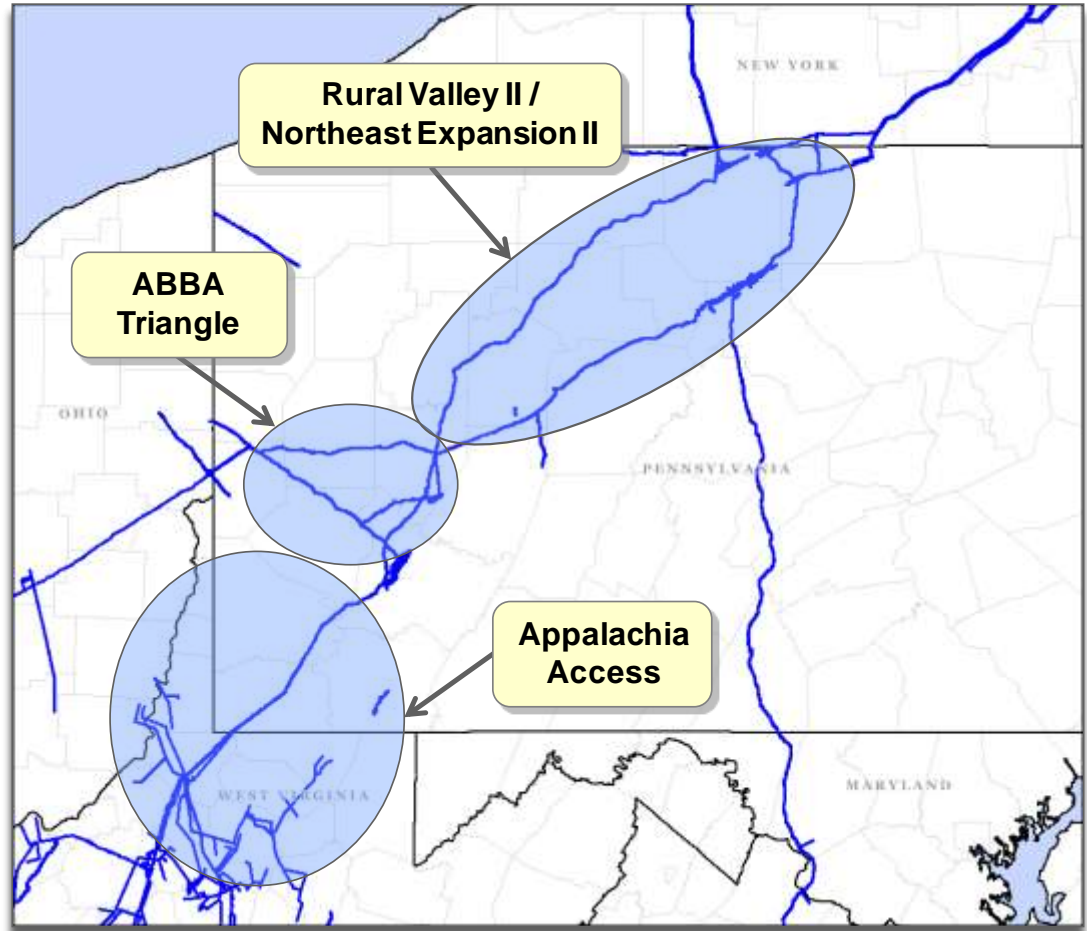 NEW YORK
Rural Valley II /
Northeast Expansion II
ABBA
Triangle
OHIO
PENNSYLVANIA
Appalachia
Access
WEST VIRGINIA
MARYLAND